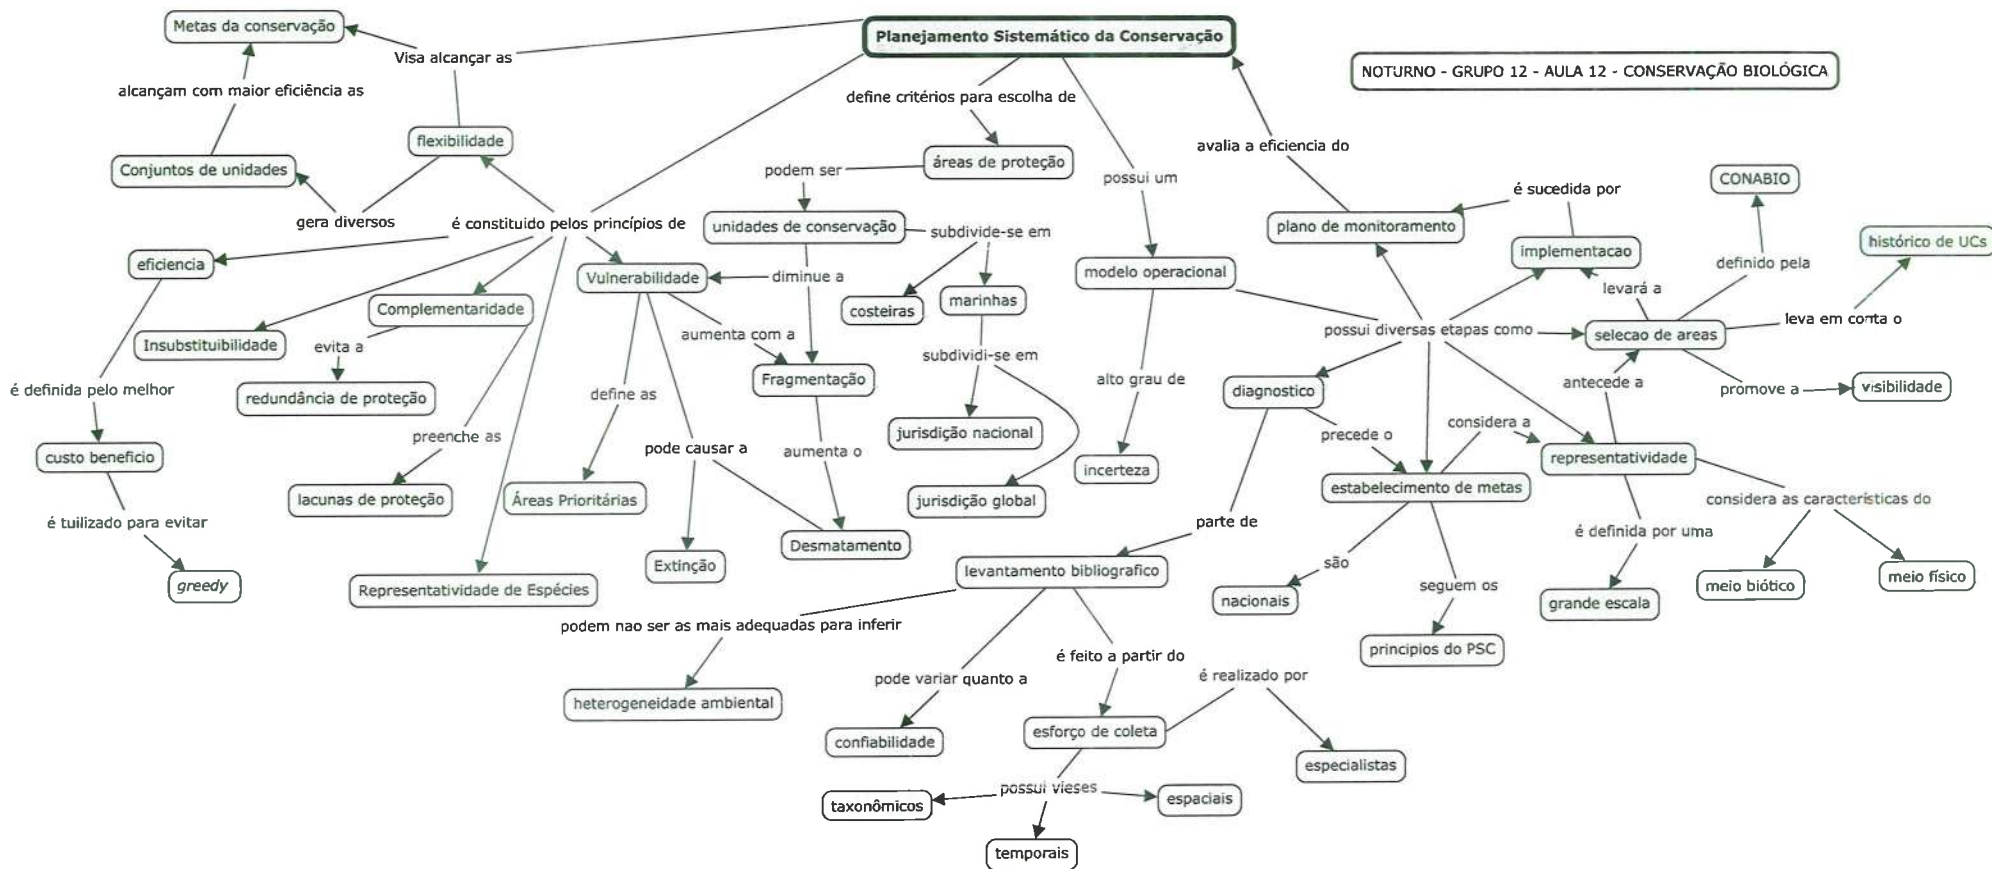 Planejamento Sistemático da Conservação
NOTURNO - GRUPO 12 - AULA 12 - CONSERVAÇÃO BIOLÓGICA
Metas da conservação
Visa alcançar as
alcançam com maior eficiência as
flexibilidade
Conjuntos de unidades
gera diversos
é constituido pelos princípios de
eficiencia
é definida pelo melhor
custo beneficio
é tuilizado para evitar
greedy
Insubstituibilidade
Complementaridade
evita a
redundância de proteção
preenche as
lacunas de proteção
Representatividade de Espécies
Vulnerabilidade
define as
Áreas Prioritárias
pode causar a
Extinção
aumenta com a
Fragmentação
aumenta o
Desmatamento
define critérios para escolha de
áreas de proteção
podem ser
unidades de conservação
diminue a
subdivide-se em
costeiras
marinhas
subdividi-se em
jurisdição nacional
jurisdição global
possui um
modelo operacional
alto grau de
incerteza
possui diversas etapas como
avalia a eficiencia do
plano de monitoramento
é sucedida por
implementacao
levará a
selecao de areas
definido pela
CONABIO
leva em conta o
histórico de UCs
promove a
visibilidade
antecede a
representatividade
considera a
considera as características do
meio biótico
meio físico
é definida por uma
grande escala
diagnostico
precede o
estabelecimento de metas
são
nacionais
seguem os
principios do PSC
parte de
levantamento bibliografico
podem nao ser as mais adequadas para inferir
heterogeneidade ambiental
pode variar quanto a
confiabilidade
é feito a partir do
esforço de coleta
é realizado por
especialistas
possui vieses
taxonômicos
espaciais
temporais